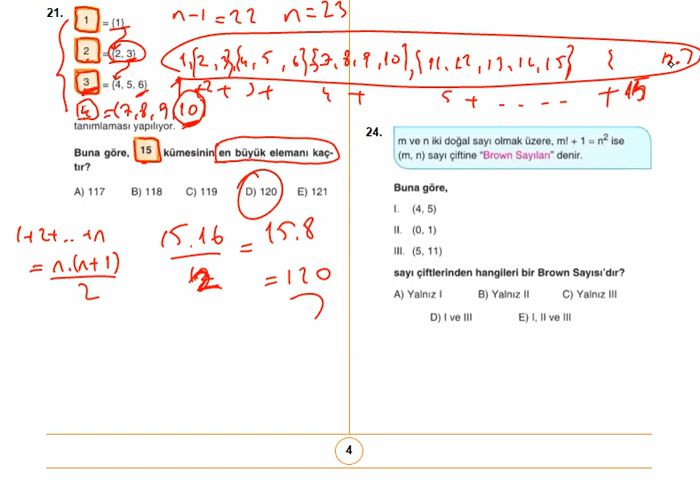 n-1=22 n=23
21. 1 = {1}
2 = {2, 3}
3 = {4, 5, 6}
4 = {7, 8, 9, 10}
1,{2, 3},{4, 5, 6}{7, 8, 9, 10},{11, 12, 13, 14, 15} {
2 + 3 + 4 + 5 + .... + 15
tanımlaması yapılıyor.
Buna göre, 15 kümesinin en büyük elemanı kaç-
tır?
A) 117 B) 118 C) 119 D) 120 E) 121
1+2+..+n
= n.(n+1)
2
15.16
2
= 15.8
= 120
24. m ve n iki doğal sayı olmak üzere, m! + 1 = n² ise
(m, n) sayı çiftine "Brown Sayıları" denir.
Buna göre,
I. (4, 5)
II. (0, 1)
III. (5, 11)
sayı çiftlerinden hangileri bir Brown Sayısı'dır?
A) Yalnız I B) Yalnız II C) Yalnız III
D) I ve III E) I, II ve III
4